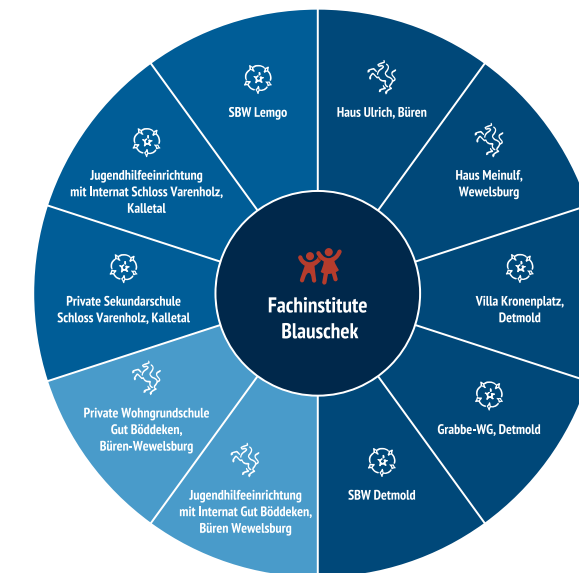 SBW Lemgo
Haus Ulrich, Büren
Haus Meinulf,
Wewelsburg
Villa Kronenplatz,
Detmold
Grabbe-WG, Detmold
SBW Detmold
Jugendhilfeeinrichtung
mit Internat Gut Böddeken,
Büren Wewelsburg
Private Wohngrundschule
Gut Böddeken,
Büren-Wewelsburg
Private Sekundarschule
Schloss Varenholz, Kalletal
Jugendhilfeeinrichtung
mit Internat Schloss Varenholz,
Kalletal
Fachinstitute
Blauschek